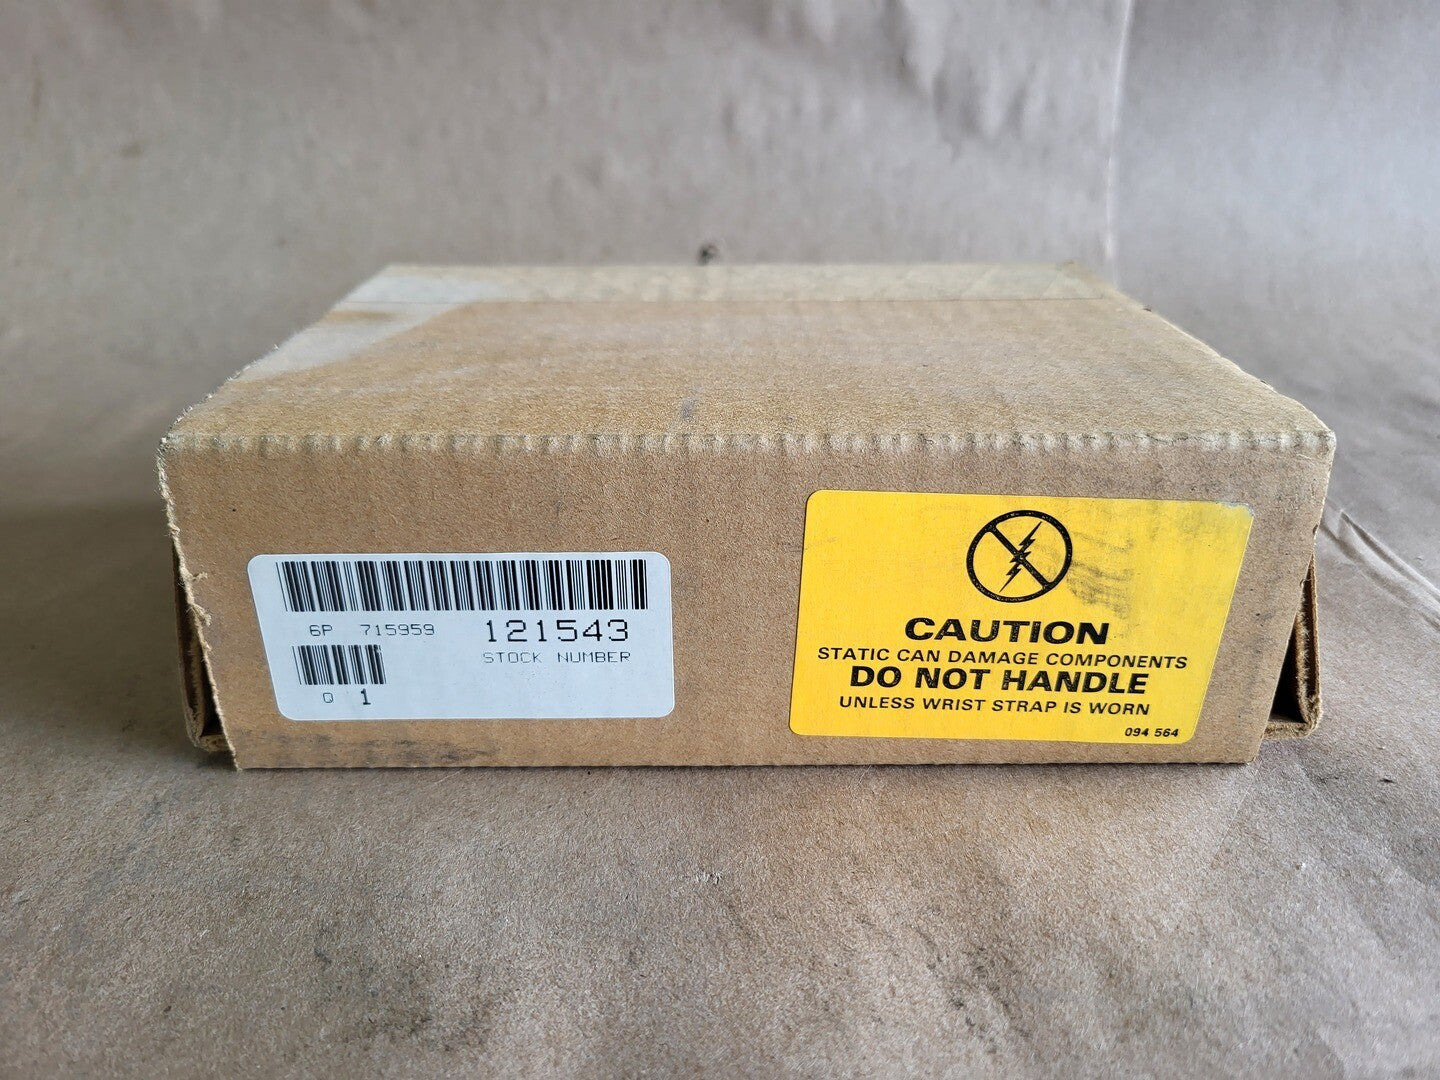 6P 715959 121543
STOCK NUMBER
Q 1
CAUTION
STATIC CAN DAMAGE COMPONENTS
DO NOT HANDLE
UNLESS WRIST STRAP IS WORN
094 564